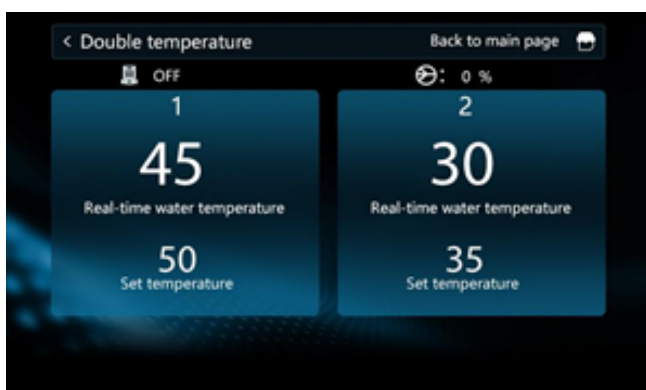 < Double temperature Back to main page
OFF : 0 %
1 2
45 30
Real-time water temperature Real-time water temperature
50 35
Set temperature Set temperature